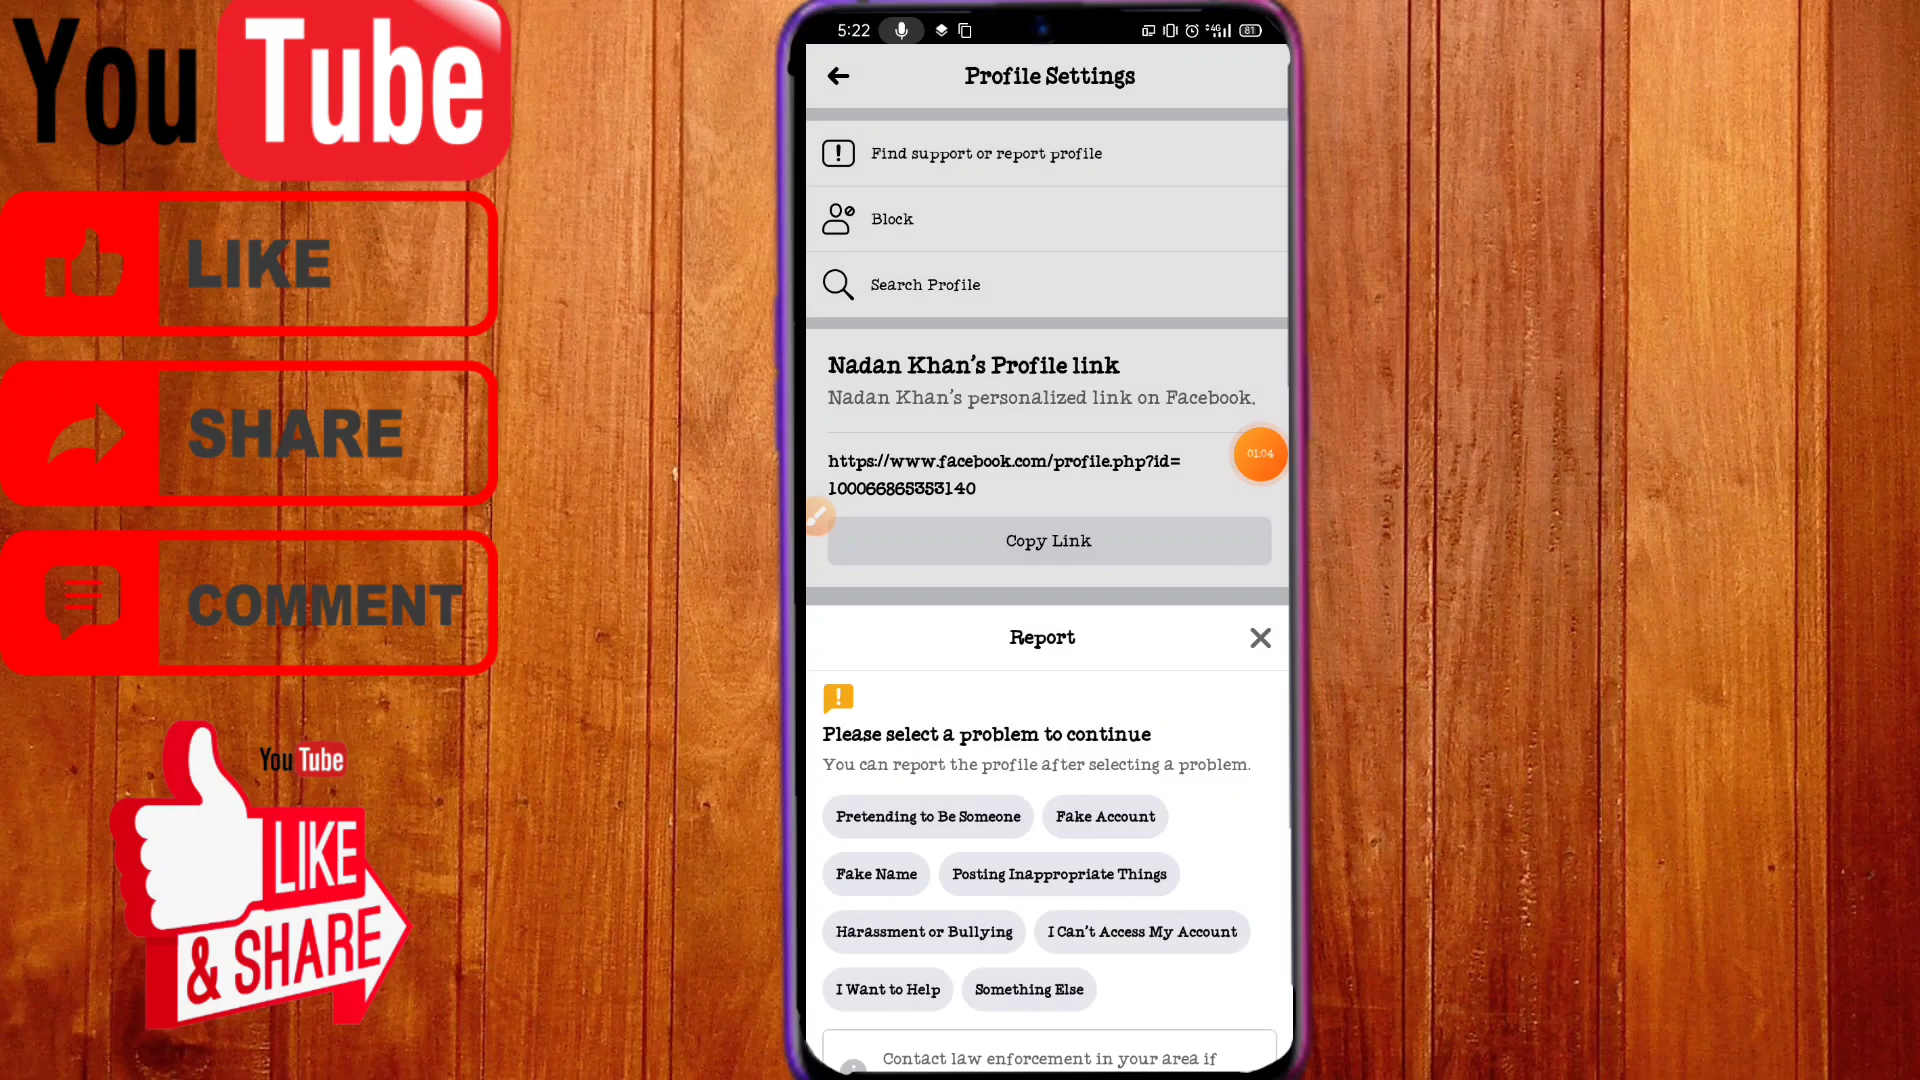 You Tube
LIKE
SHARE
COMMENT
You Tube
LIKE
& SHARE
5:22
4G
81
Profile Settings
Find support or report profile
Block
Search Profile
Nadan Khan's Profile link
Nadan Khan's personalized link on Facebook.
https://www.facebook.com/profile.php?id=
100066865353140
01:04
Copy Link
Report
Please select a problem to continue
You can report the profile after selecting a problem.
Pretending to Be Someone
Fake Account
Fake Name
Posting Inappropriate Things
Harassment or Bullying
I Can't Access My Account
I Want to Help
Something Else
Contact law enforcement in your area if